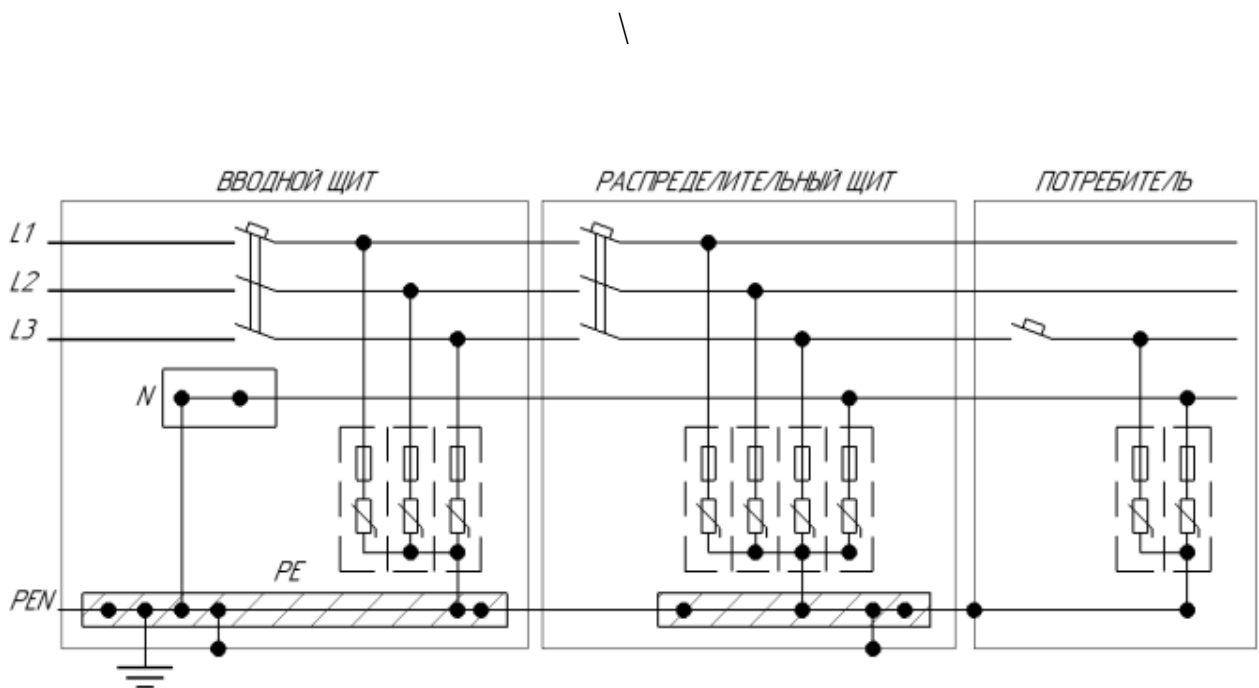 \
ВВОДНОЙ ЩИТ
РАСПРЕДЕЛИТЕЛЬНЫЙ ЩИТ
ПОТРЕБИТЕЛЬ
L1
L2
L3
N
PE
PEN